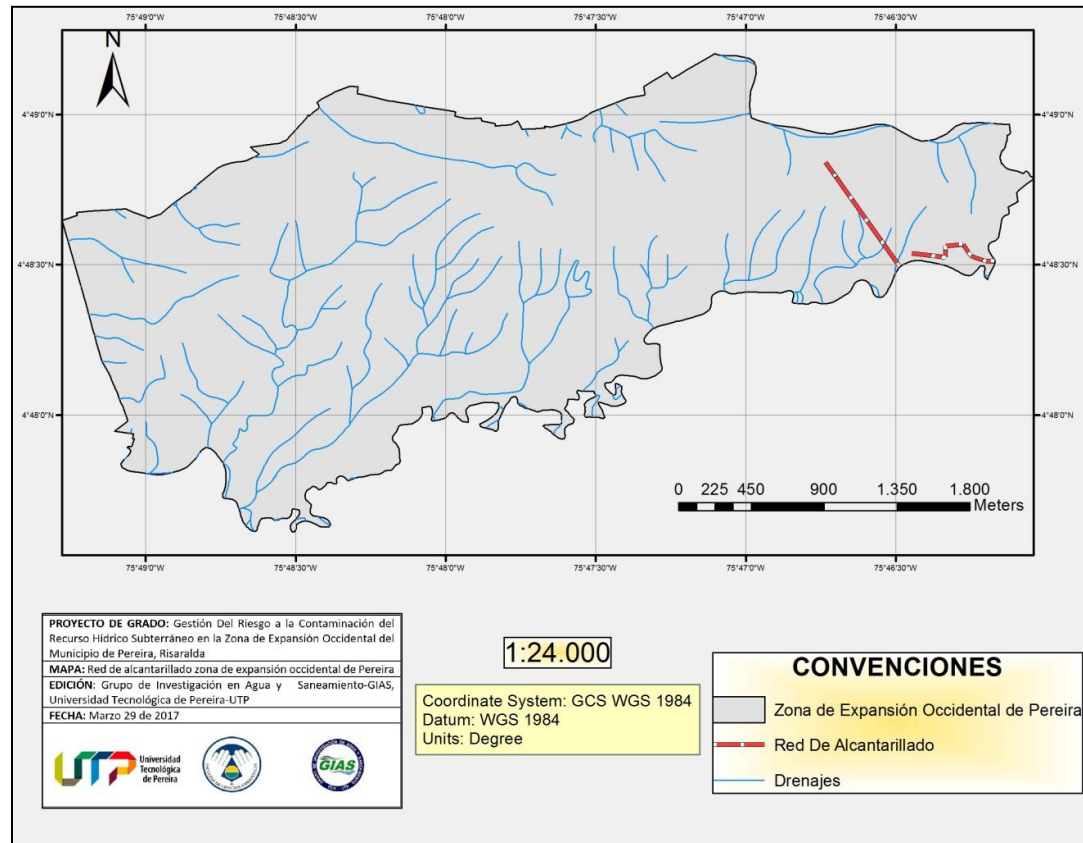 75°49'0"W 75°48'30"W 75°48'0"W 75°47'30"W 75°47'0"W 75°46'30"W
N
4°49'0"N 4°49'0"N
4°48'30"N 4°48'30"N
4°48'0"N 4°48'0"N
0 225 450 900 1.350 1.800
Meters
75°49'0"W 75°48'30"W 75°48'0"W 75°47'30"W 75°47'0"W 75°46'30"W
PROYECTO DE GRADO: Gestión Del Riesgo a la Contaminación del
Recurso Hídrico Subterráneo en la Zona de Expansión Occidental del
Municipio de Pereira, Risaralda
MAPA: Red de alcantarillado zona de expansión occidental de Pereira
EDICIÓN: Grupo de Investigación en Agua y Saneamiento-GIAS,
Universidad Tecnológica de Pereira-UTP
FECHA: Marzo 29 de 2017
UTP
Universidad
Tecnológica
de Pereira
GIAS
1:24.000
Coordinate System: GCS WGS 1984
Datum: WGS 1984
Units: Degree
CONVENCIONES
Zona de Expansión Occidental de Pereira
Red De Alcantarillado
Drenajes